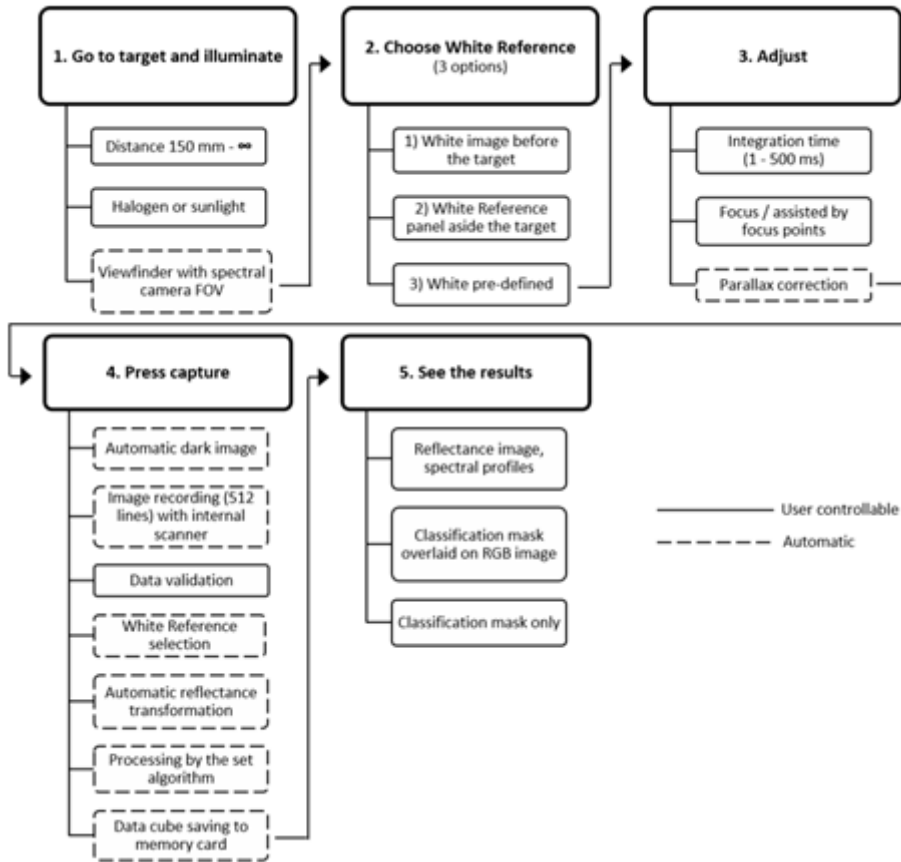 1. Go to target and illuminate
Distance 150 mm - ∞
Halogen or sunlight
Viewfinder with spectral
camera FOV
2. Choose White Reference
(3 options)
1) White image before
the target
2) White Reference
panel aside the target
3) White pre-defined
3. Adjust
Integration time
(1 - 500 ms)
Focus / assisted by
focus points
Parallax correction
4. Press capture
Automatic dark image
Image recording (512
lines) with internal
scanner
Data validation
White Reference
selection
Automatic reflectance
transformation
Processing by the set
algorithm
Data cube saving to
memory card
5. See the results
Reflectance image,
spectral profiles
Classification mask
overlaid on RGB image
Classification mask only
User controllable
Automatic